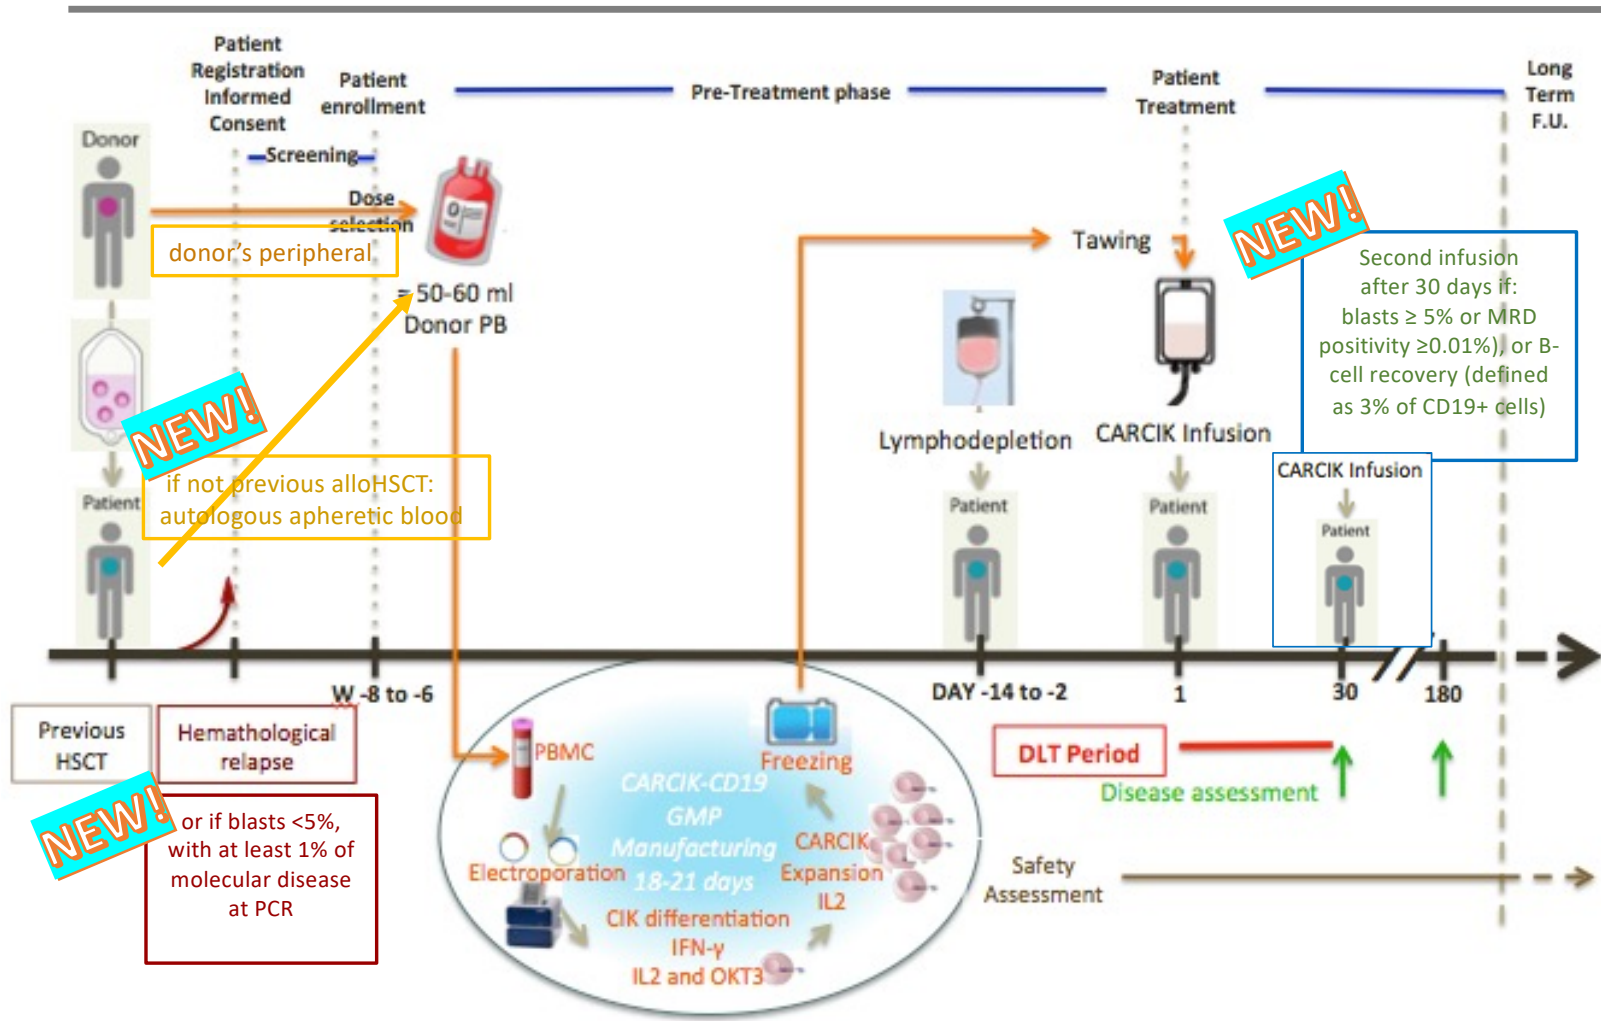 Patient
Registration
Informed
Consent
Patient
enrollment
Screening
Pre-Treatment phase
Patient
Treatment
Long
Term
F.U.
Donor
Dose
selection
donor's peripheral
= 50-60 ml
Donor PB
NEW!
if not previous alloHSCT:
autologous apheretic blood
Patient
Tawing
NEW!
Second infusion
after 30 days if:
blasts ≥ 5% or MRD
positivity ≥0.01%), or B-
cell recovery (defined
as 3% of CD19+ cells)
Lymphodepletion
CARCIK Infusion
CARCIK Infusion
Patient
Patient
Patient
W -8 to -6
DAY -14 to -2
1
30
180
Previous
HSCT
Hemathological
relapse
NEW!
or if blasts <5%,
with at least 1% of
molecular disease
at PCR
PBMC
Electroporation
CARCIK-CD19
GMP
Manufacturing
18-21 days
CIK differentiation
IFN-γ
IL2 and OKT3
CARCIK
Expansion
IL2
Freezing
DLT Period
Disease assessment
Safety
Assessment